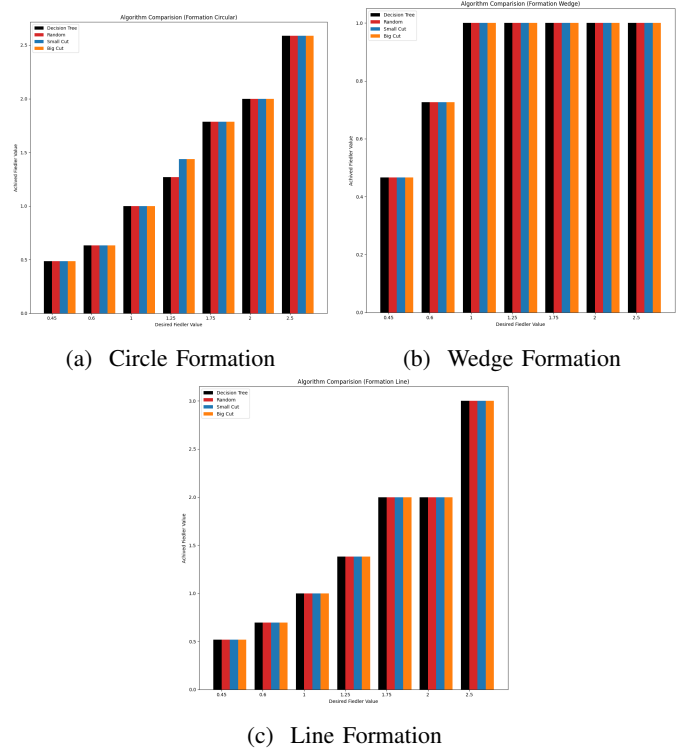 Algorithm Comparision (Formation Circular)
Decision Tree
Random
Small Cut
Big Cut
Achived Fiedler Value
2.5
2.0
1.5
1.0
0.5
0.0
0.45 0.6 1 1.25 1.75 2 2.5
Desired Fiedler Value
(a) Circle Formation
Algorithm Comparision (Formation Wedge)
Decision Tree
Random
Small Cut
Big Cut
Achived Fiedler Value
1.0
0.8
0.6
0.4
0.2
0.0
0.45 0.6 1 1.25 1.75 2 2.5
Desired Fiedler Value
(b) Wedge Formation
Algorithm Comparision (Formation Line)
Decision Tree
Random
Small Cut
Big Cut
Achived Fiedler Value
3.0
2.5
2.0
1.5
1.0
0.5
0.0
0.45 0.6 1 1.25 1.75 2 2.5
Desired Fiedler Value
(c) Line Formation